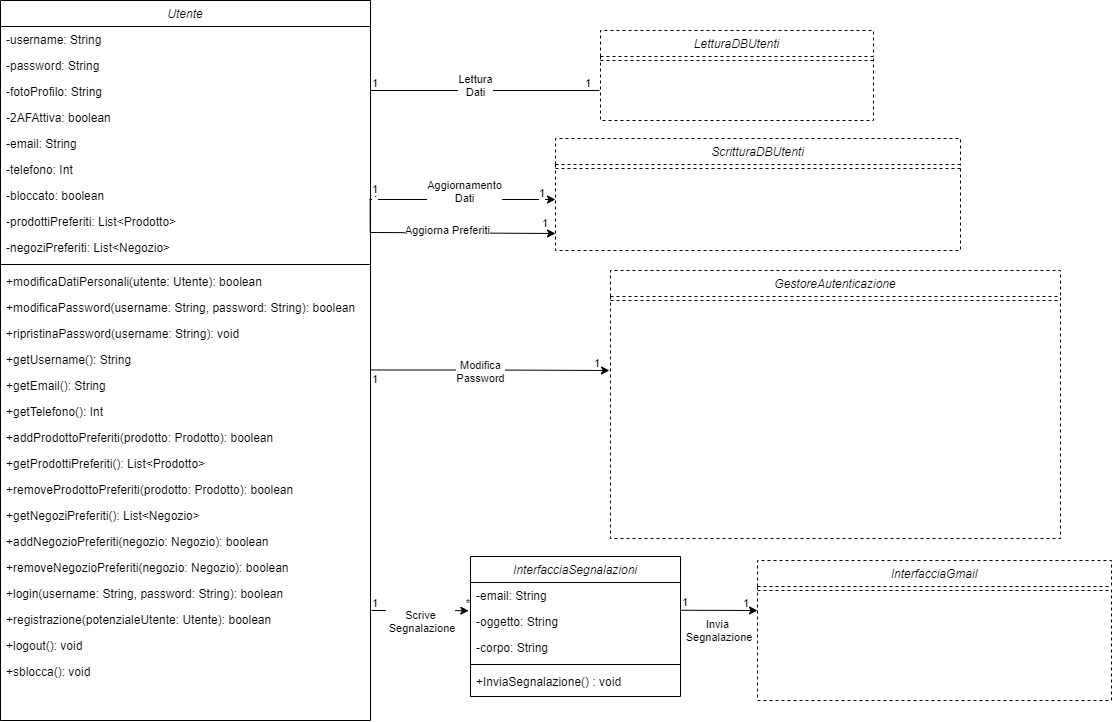 Utente
-username: String
-password: String
-fotoProfilo: String
-2AFAttiva: boolean
-email: String
-telefono: Int
-bloccato: boolean
-prodottiPreferiti: List<Prodotto>
-negoziPreferiti: List<Negozio>
+modificaDatiPersonali(utente: Utente): boolean
+modificaPassword(username: String, password: String): boolean
+ripristinaPassword(username: String): void
+getUsername(): String
+getEmail(): String
+getTelefono(): Int
+addProdottoPreferiti(prodotto: Prodotto): boolean
+getProdottiPreferiti(): List<Prodotto>
+removeProdottoPreferiti(prodotto: Prodotto): boolean
+getNegoziPreferiti(): List<Negozio>
+addNegozioPreferiti(negozio: Negozio): boolean
+removeNegozioPreferiti(negozio: Negozio): boolean
+login(username: String, password: String): boolean
+registrazione(potenzialeUtente: Utente): boolean
+logout(): void
+sblocca(): void
1
Lettura
Dati
1
LetturaDBUtenti
1
Aggiornamento
Dati
1
Aggiorna Preferiti
1
ScritturaDBUtenti
1
Modifica
Password
1
GestoreAutenticazione
1
Scrive
Segnalazione
*
InterfacciaSegnalazioni
-email: String
-oggetto: String
-corpo: String
+InviaSegnalazione() : void
1
Invia
Segnalazione
1
InterfacciaGmail